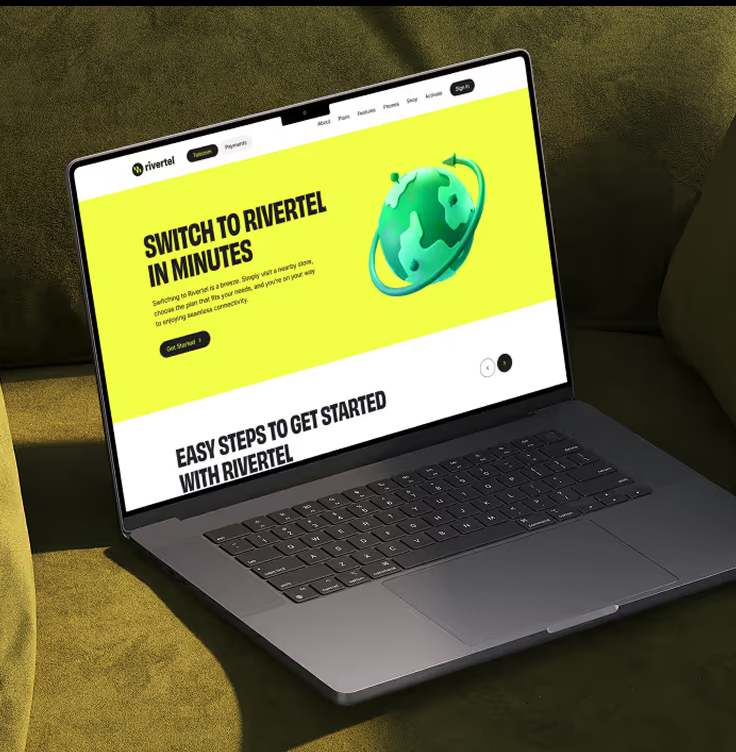 rivertel
Telecom
Payments
About
Plans
Features
Phones
Shop
Activate
Sign In
SWITCH TO RIVERTEL
IN MINUTES
Switching to Rivertel is a breeze. Simply visit a nearby store,
choose the plan that fits your needs, and you're on your way
to enjoying seamless connectivity.
Get Started
EASY STEPS TO GET STARTED
WITH RIVERTEL